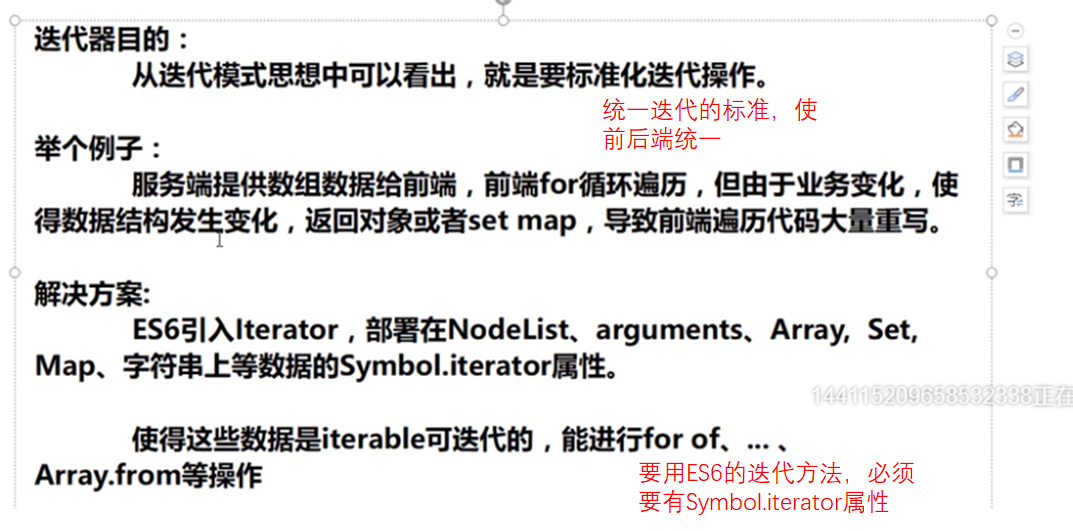 迭代器目的：
从迭代模式思想中可以看出，就是要标准化迭代操作。
统一迭代的标准，使
前后端统一
举个例子：
服务端提供数组数据给前端，前端for循环遍历，但由于业务变化，使
得数据结构发生变化，返回对象或者set map，导致前端遍历代码大量重写。
解决方案:
ES6引入Iterator，部署在NodeList、arguments、Array, Set,
Map、字符串上等数据的Symbol.iterator属性。
144115209658532338正在
使得这些数据是iterable可迭代的，能进行for of、... 、
Array.from等操作
要用ES6的迭代方法，必须
要有Symbol.iterator属性
字